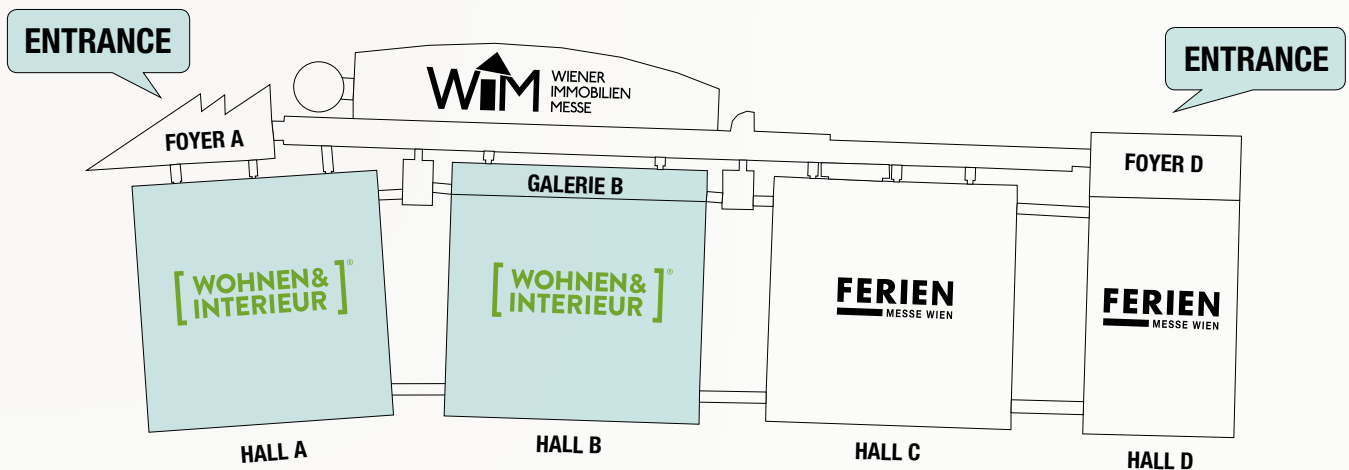 ENTRANCE
ENTRANCE
WIM WIENER
IMMOBILIEN
MESSE
FOYER A
FOYER D
GALERIE B
[WOHNEN&
INTERIEUR]®
[WOHNEN&
INTERIEUR]®
FERIEN
MESSE WIEN
FERIEN
MESSE WIEN
HALL A
HALL B
HALL C
HALL D